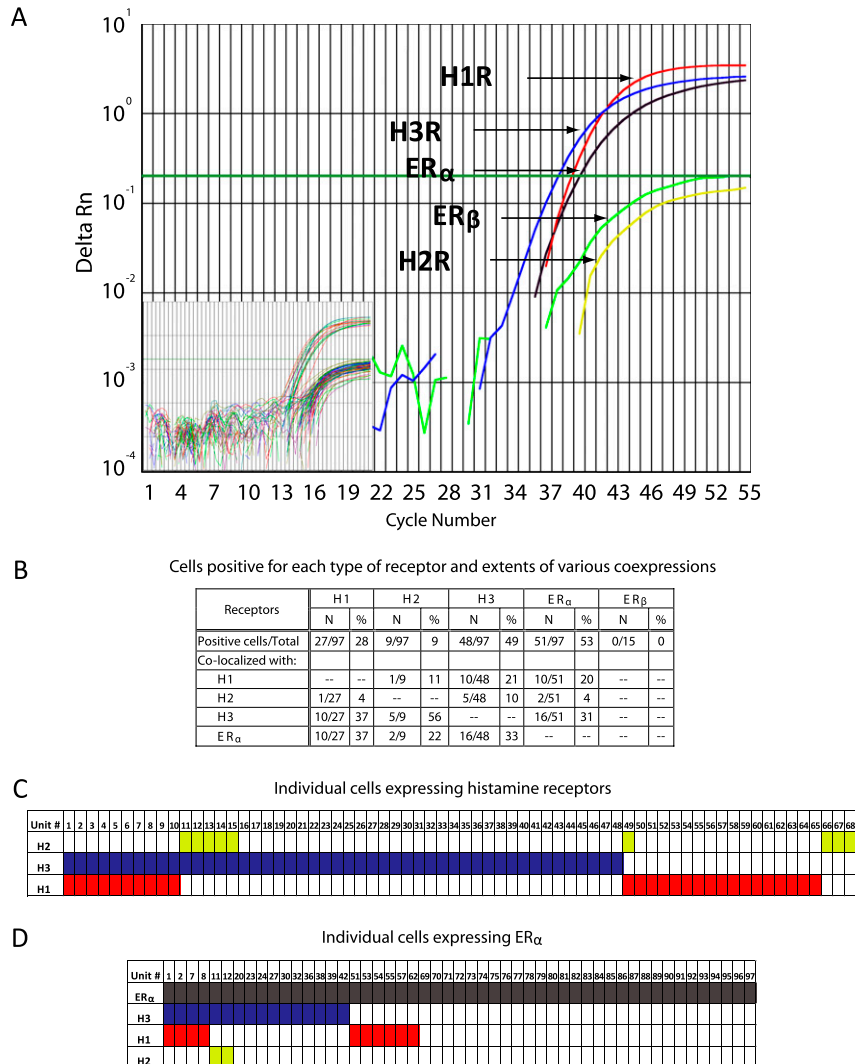 A
10^1
10^0
10^-1
10^-2
10^-3
10^-4
Delta Rn
H1R
H3R
ERα
ERβ
H2R
1 4 7 10 13 16 19 22 25 28 31 34 37 40 43 46 49 52 55
Cycle Number
B
Cells positive for each type of receptor and extents of various coexpressions
Receptors H1 H2 H3 ERα ERβ
N % N % N % N % N %
Positive cells/Total 27/97 28 9/97 9 48/97 49 51/97 53 0/15 0
Co-localized with:
H1 -- -- 1/9 11 10/48 21 10/51 20 -- --
H2 1/27 4 -- -- 5/48 10 2/51 4 -- --
H3 10/27 37 5/9 56 -- -- 16/51 31 -- --
ERα 10/27 37 2/9 22 16/48 33 -- -- -- --
C
Individual cells expressing histamine receptors
Unit # 1 2 3 4 5 6 7 8 9 10 11 12 13 14 15 16 17 18 19 20 21 22 23 24 25 26 27 28 29 30 31 32 33 34 35 36 37 38 39 40 41 42 43 44 45 46 47 48 49 50 51 52 53 54 55 56 57 58 59 60 61 62 63 64 65 66 67 68
H2
H3
H1
D
Individual cells expressing ERα
Unit # 1 2 7 8 11 12 20 23 24 27 30 32 38 39 42 51 53 54 55 57 62 69 70 71 72 73 74 75 76 77 78 79 80 81 82 83 84 85 86 87 88 89 90 91 92 93 94 95 96 97
ERα
H3
H1
H2